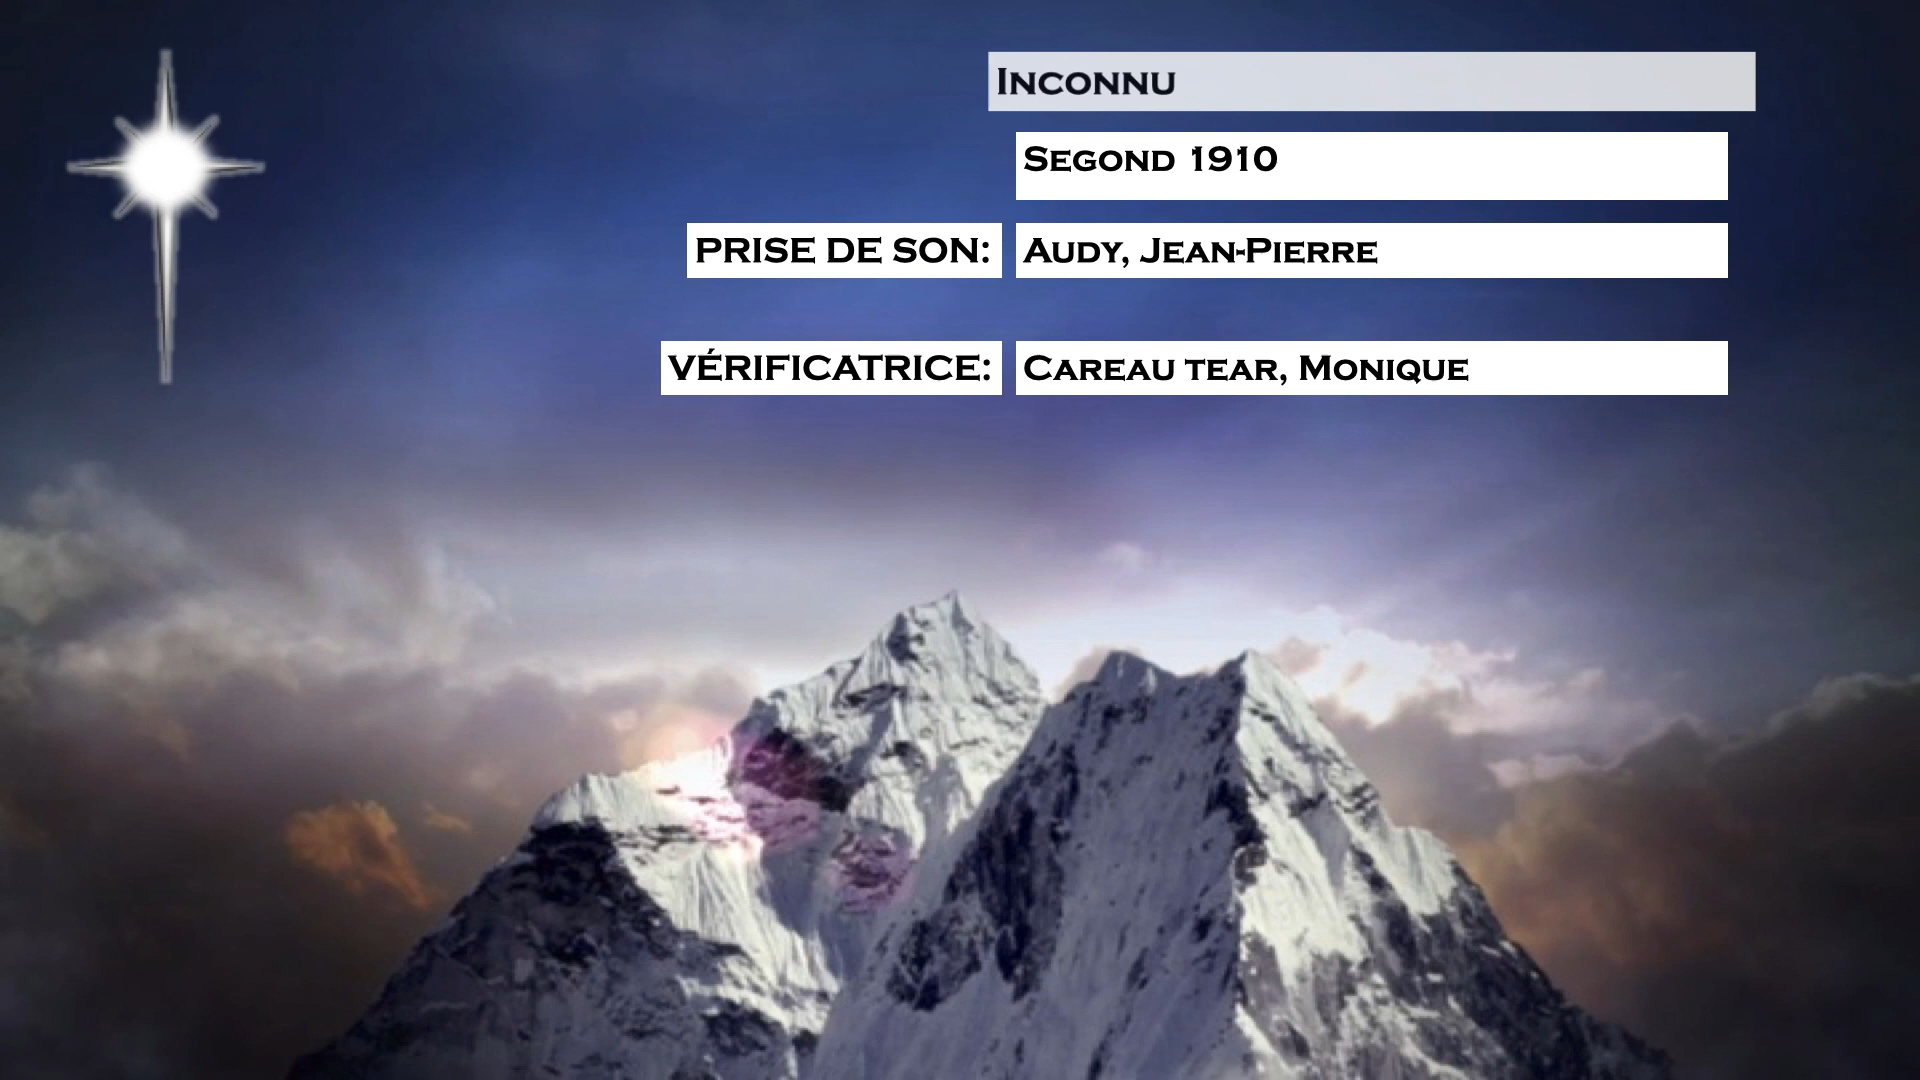 Inconnu
Segond 1910
PRISE DE SON: Audy, Jean-Pierre
VÉRIFICATRICE: Careau tear, Monique